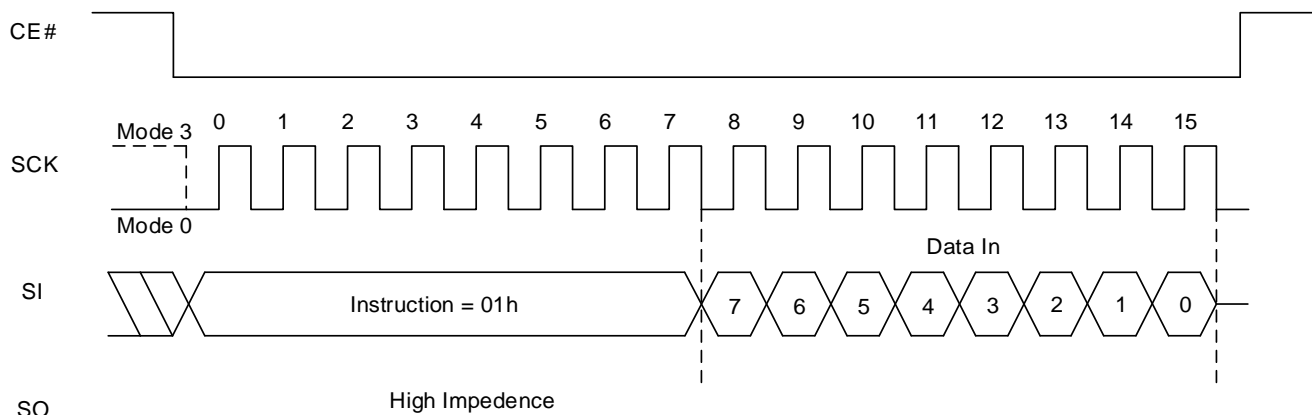 CE#
0 1 2 3 4 5 6 7 8 9 10 11 12 13 14 15
Mode 3
SCK
Mode 0
Data In
SI
Instruction = 01h
7 6 5 4 3 2 1 0
High Impedence
SO